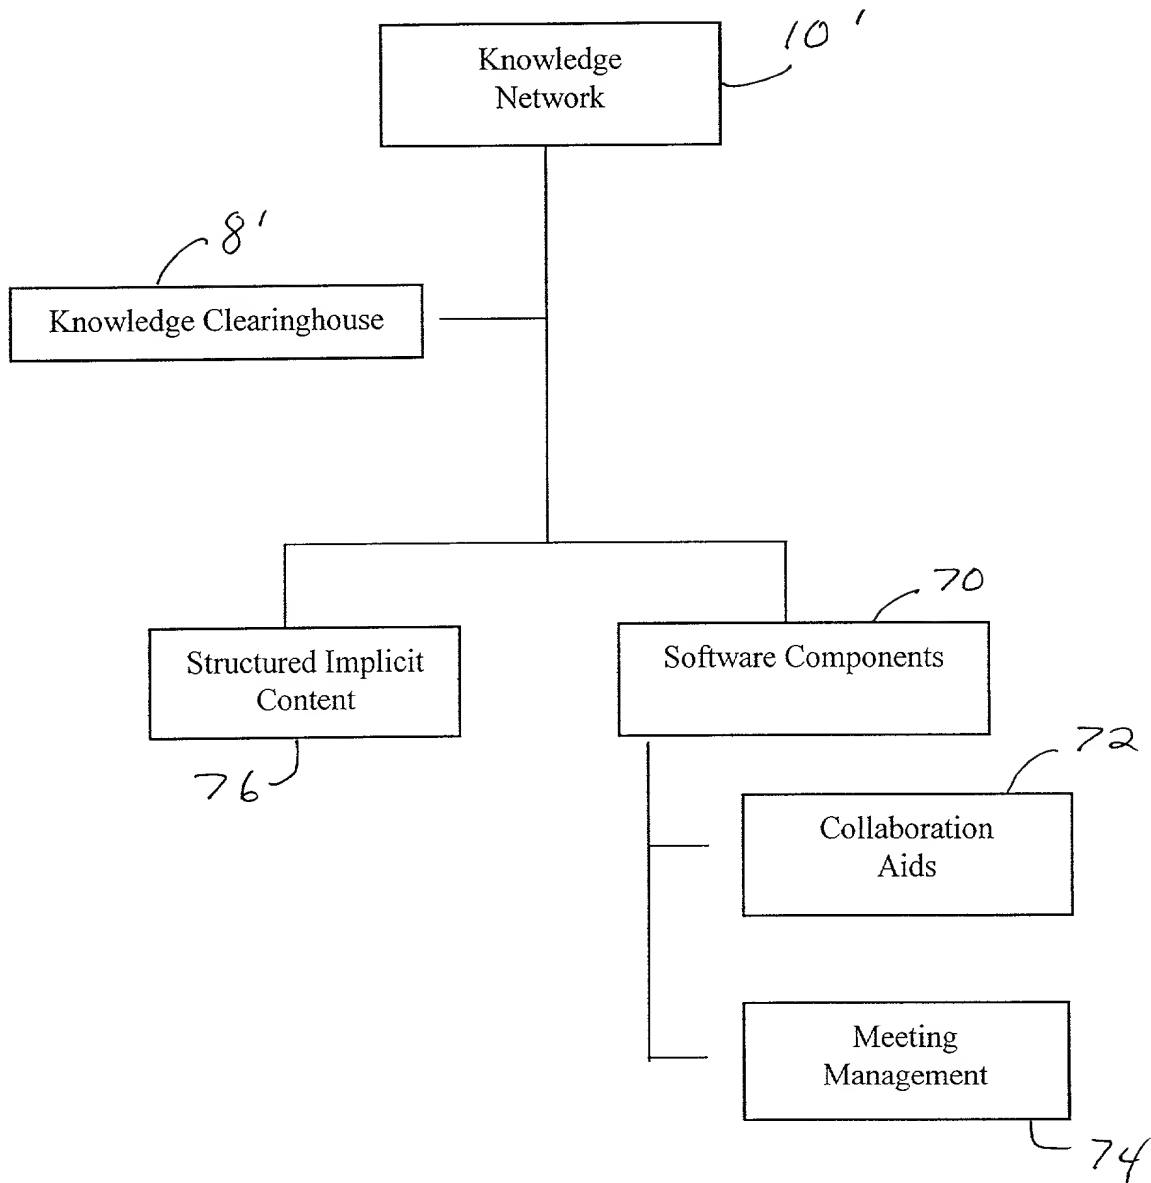 Knowledge
Network
10'
8'
Knowledge Clearinghouse
70
Structured Implicit
Content
Software Components
76
72
Collaboration
Aids
Meeting
Management
74